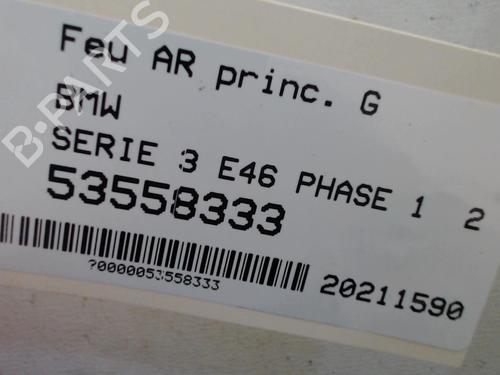 Feu AR princ. G
BMW
SERIE 3 E46 PHASE 1 2
53558333
?0000053558333
20211590
B-PARTS